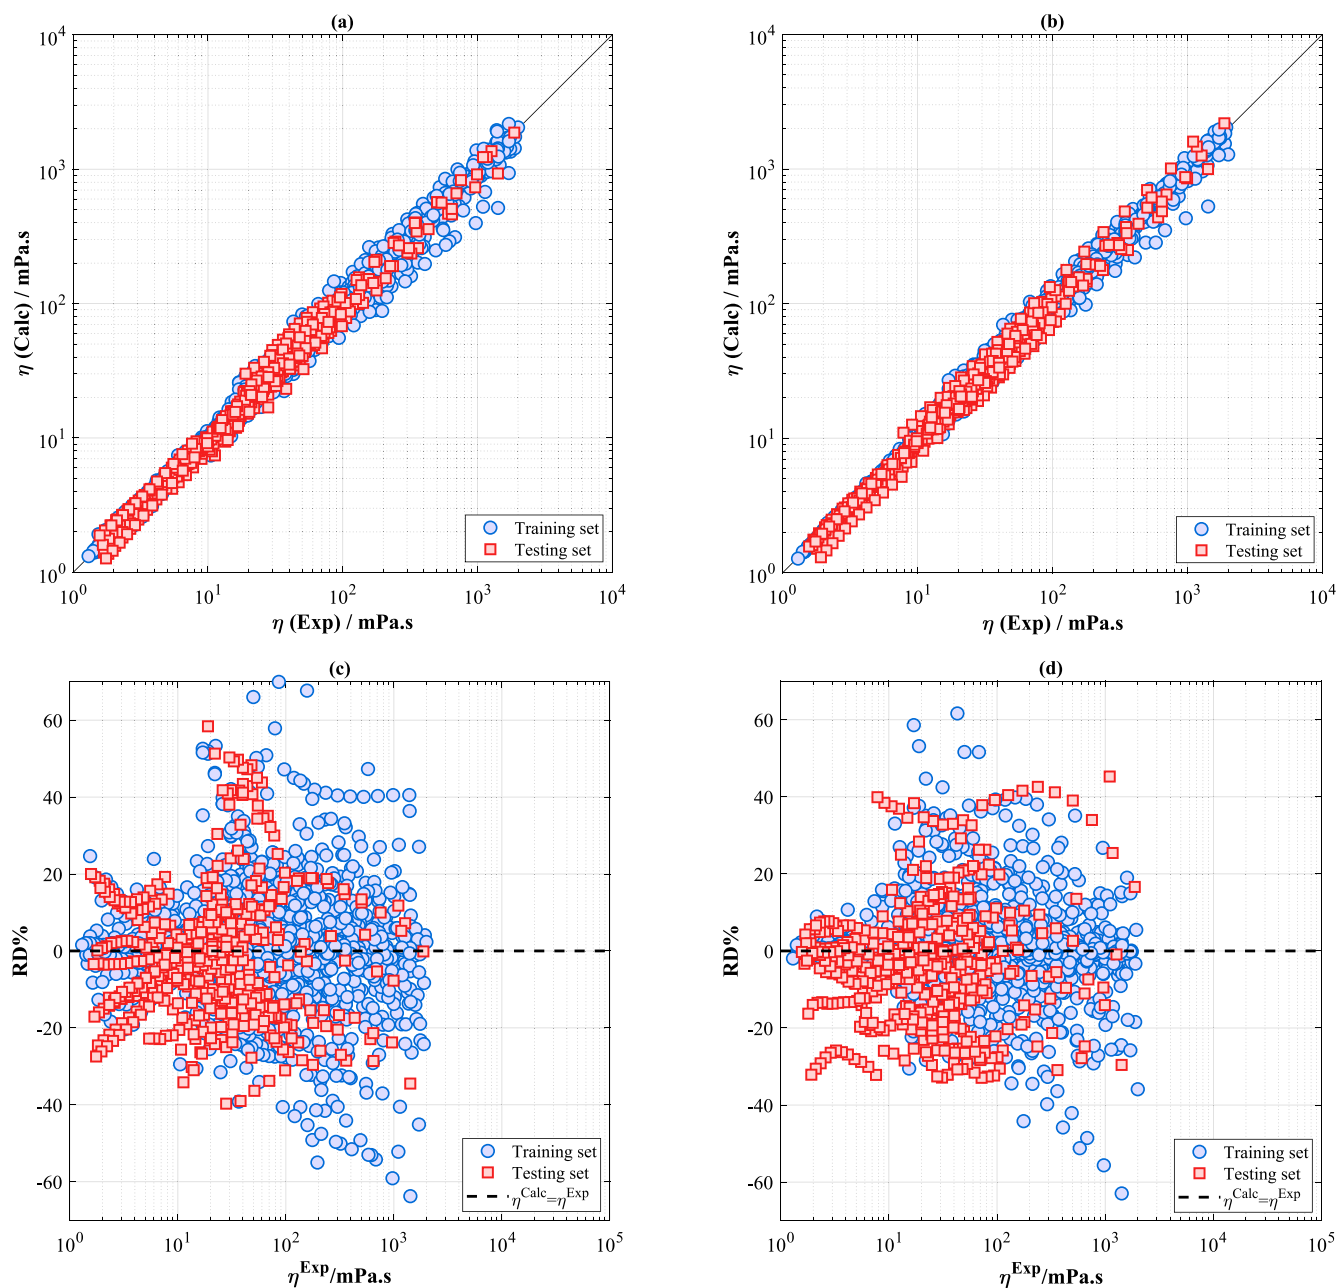 (a)
10^4
10^3
10^2
10^1
10^0
η (Calc) / mPa.s
Training set
Testing set
10^0 10^1 10^2 10^3 10^4
η (Exp) / mPa.s
(b)
10^4
10^3
10^2
10^1
10^0
η (Calc) / mPa.s
Training set
Testing set
10^0 10^1 10^2 10^3 10^4
η (Exp) / mPa.s
(c)
60
40
20
0
-20
-40
-60
RD%
Training set
Testing set
η^Calc=η^Exp
10^0 10^1 10^2 10^3 10^4 10^5
η^Exp/mPa.s
(d)
60
40
20
0
-20
-40
-60
RD%
Training set
Testing set
η^Calc=η^Exp
10^0 10^1 10^2 10^3 10^4 10^5
η^Exp/mPa.s